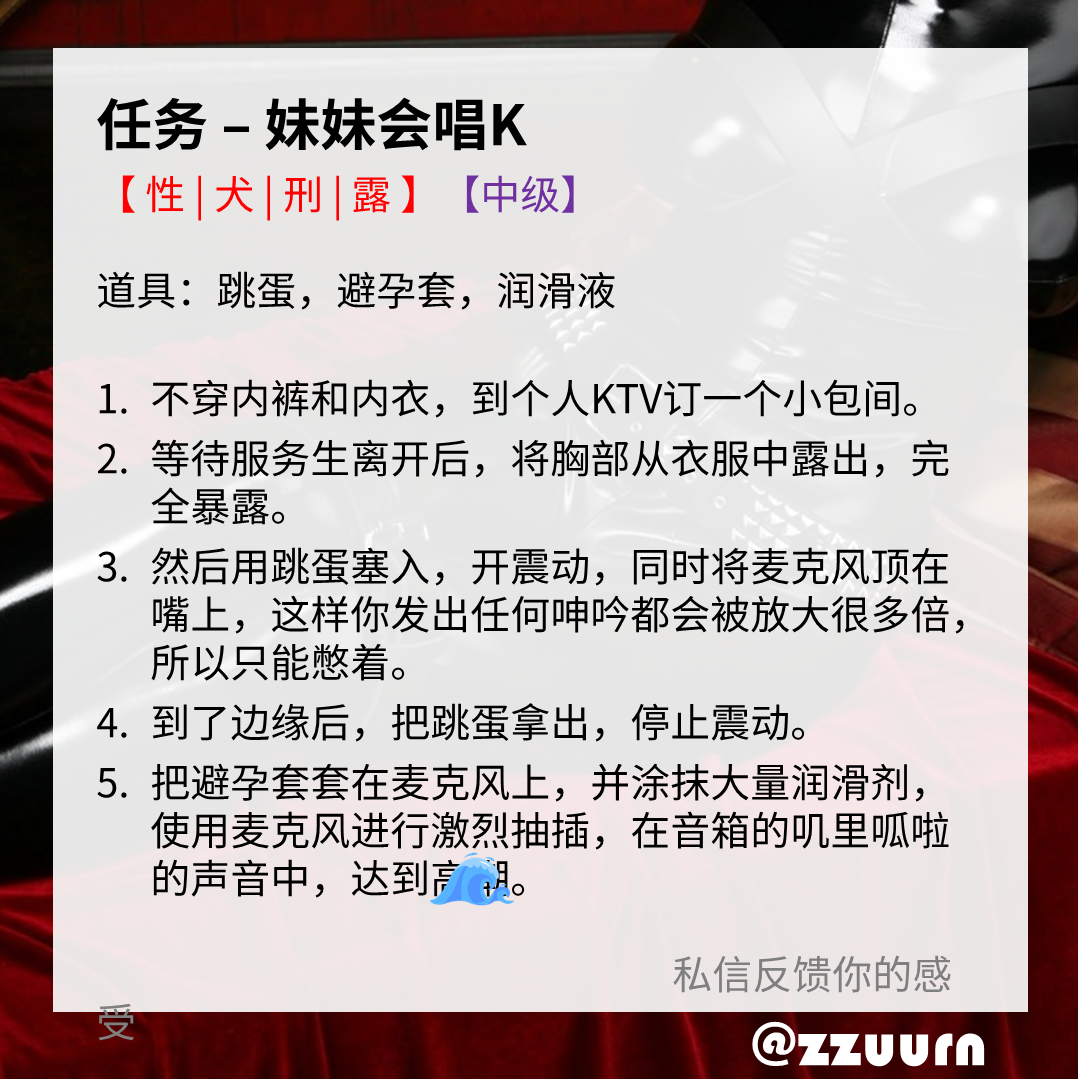 任务 – 妹妹会唱K
【 性 | 犬 | 刑 | 露 】 【中级】
道具：跳蛋，避孕套，润滑液
1. 不穿内裤和内衣，到个人KTV订一个小包间。
2. 等待服务生离开后，将胸部从衣服中露出，完
全暴露。
3. 然后用跳蛋塞入，开震动，同时将麦克风顶在
嘴上，这样你发出任何呻吟都会被放大很多倍，
所以只能憋着。
4. 到了边缘后，把跳蛋拿出，停止震动。
5. 把避孕套套在麦克风上，并涂抹大量润滑剂，
使用麦克风进行激烈抽插，在音箱的叽里呱啦
的声音中，达到高潮。
私信反馈你的感
受
@zzuurn